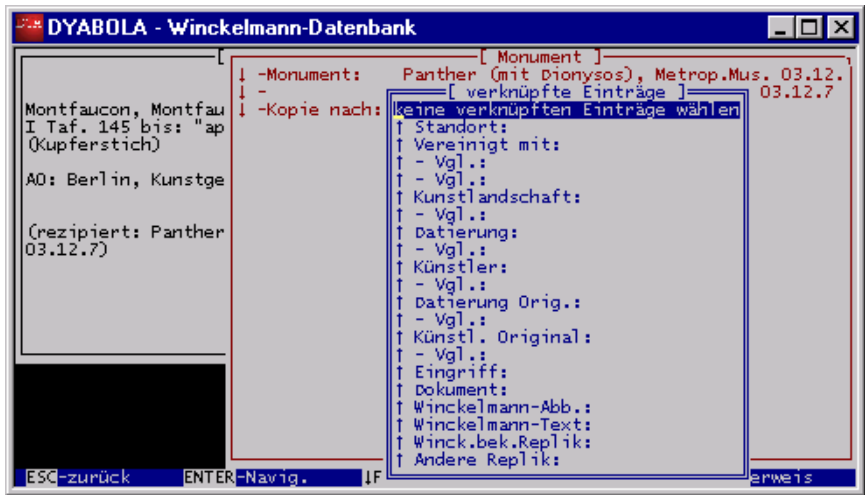 DYABOLA - Winckelmann-Datenbank
[ Monument ]
↓ -Monument: Panther (mit Dionysos), Metrop.Mus. 03.12.
↓ - 03.12.7
↓ -Kopie nach:
Montfaucon, Montfau
I Taf. 145 bis: "ap
(Kupferstich)
AO: Berlin, Kunstge
(rezipiert: Panther
03.12.7)
[ verknüpfte Einträge ]
keine verknüpften Einträge wählen
↑ Standort:
↑ Vereinigt mit:
↑ - Vgl.:
↑ - Vgl.:
↑ Kunstlandschaft:
↑ - Vgl.:
↑ Datierung:
↑ - Vgl.:
↑ Künstler:
↑ - Vgl.:
↑ Datierung Orig.:
↑ - Vgl.:
↑ Künstl. Original:
↑ - Vgl.:
↑ Eingriff:
↑ Dokument:
↑ Winckelmann-Abb.:
↑ Winckelmann-Text:
↑ Winck.bek.Replik:
↑ Andere Replik:
ESC-zurück ENTER-Navig. ↓F erweis